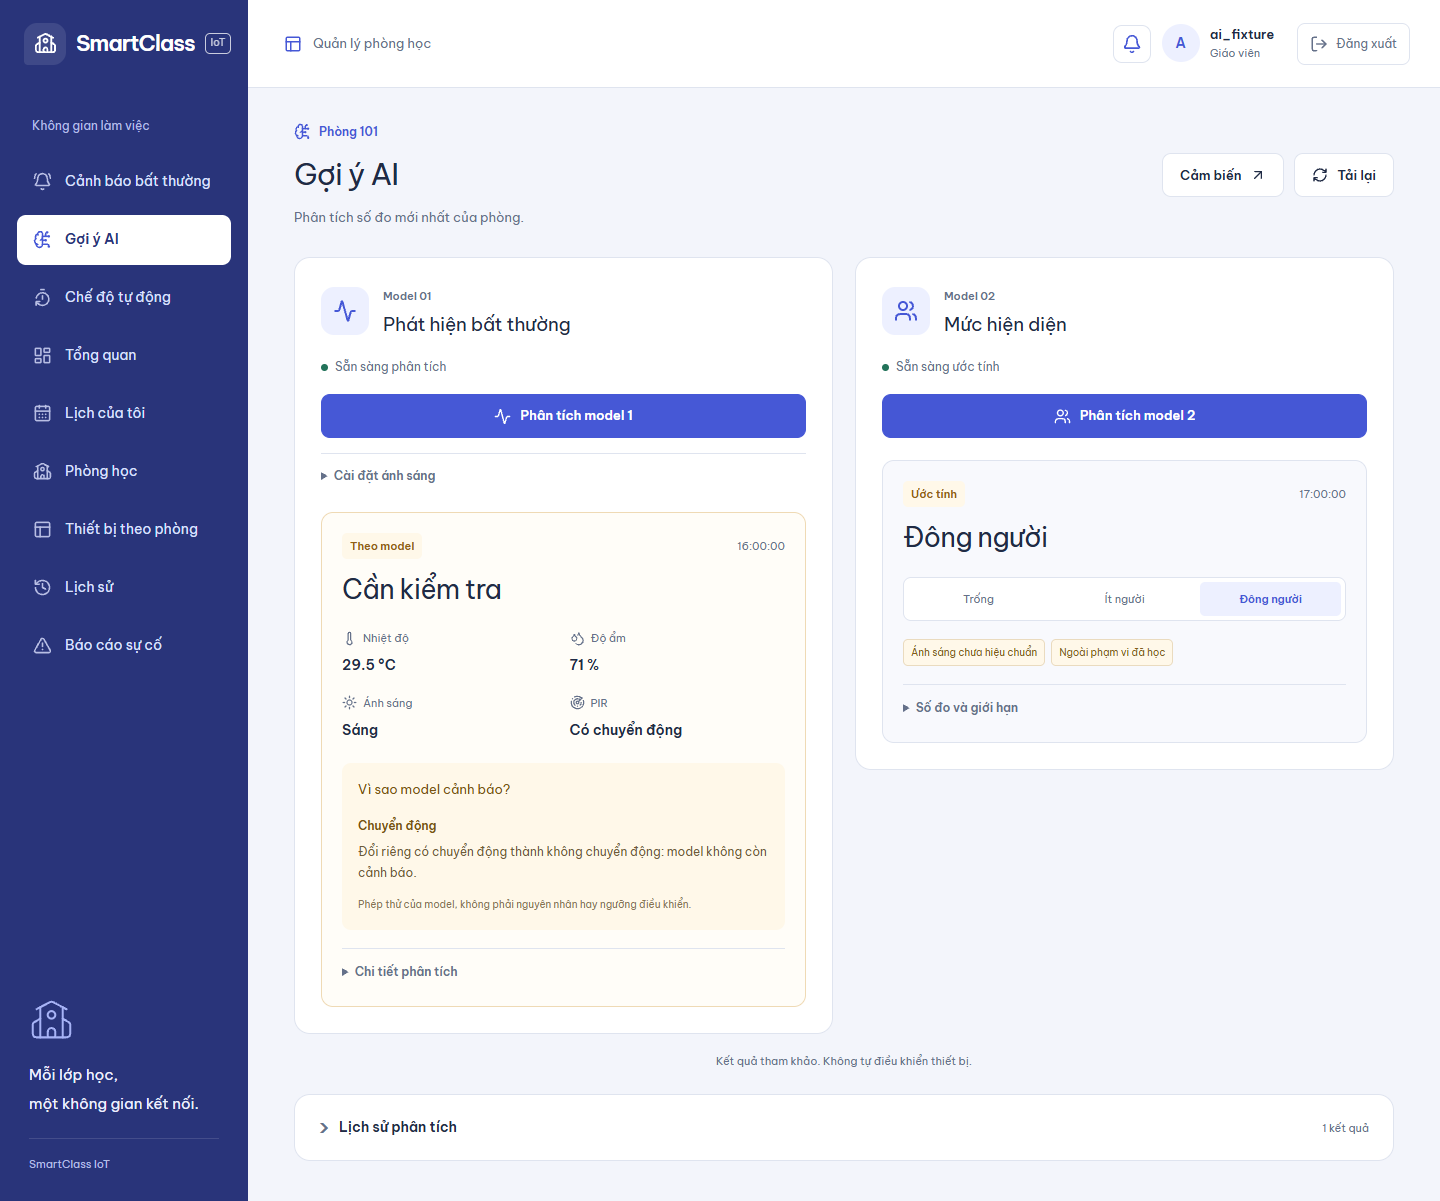 SmartClass IoT
Không gian làm việc
Cảnh báo bất thường
Gợi ý AI
Chế độ tự động
Tổng quan
Lịch của tôi
Phòng học
Thiết bị theo phòng
Lịch sử
Báo cáo sự cố
Mỗi lớp học,
một không gian kết nối.
SmartClass IoT
Quản lý phòng học
A
ai_fixture
Giáo viên
Đăng xuất
Phòng 101
Gợi ý AI
Phân tích số đo mới nhất của phòng.
Cảm biến
Tải lại
Model 01
Phát hiện bất thường
Sẵn sàng phân tích
Phân tích model 1
Cài đặt ánh sáng
Theo model
16:00:00
Cần kiểm tra
Nhiệt độ
29.5 °C
Độ ẩm
71 %
Ánh sáng
Sáng
PIR
Có chuyển động
Vì sao model cảnh báo?
Chuyển động
Đổi riêng có chuyển động thành không chuyển động: model không còn
cảnh báo.
Phép thử của model, không phải nguyên nhân hay ngưỡng điều khiển.
Chi tiết phân tích
Model 02
Mức hiện diện
Sẵn sàng ước tính
Phân tích model 2
Ước tính
17:00:00
Đông người
Trống
Ít người
Đông người
Ánh sáng chưa hiệu chuẩn
Ngoài phạm vi đã học
Số đo và giới hạn
Kết quả tham khảo. Không tự điều khiển thiết bị.
Lịch sử phân tích
1 kết quả